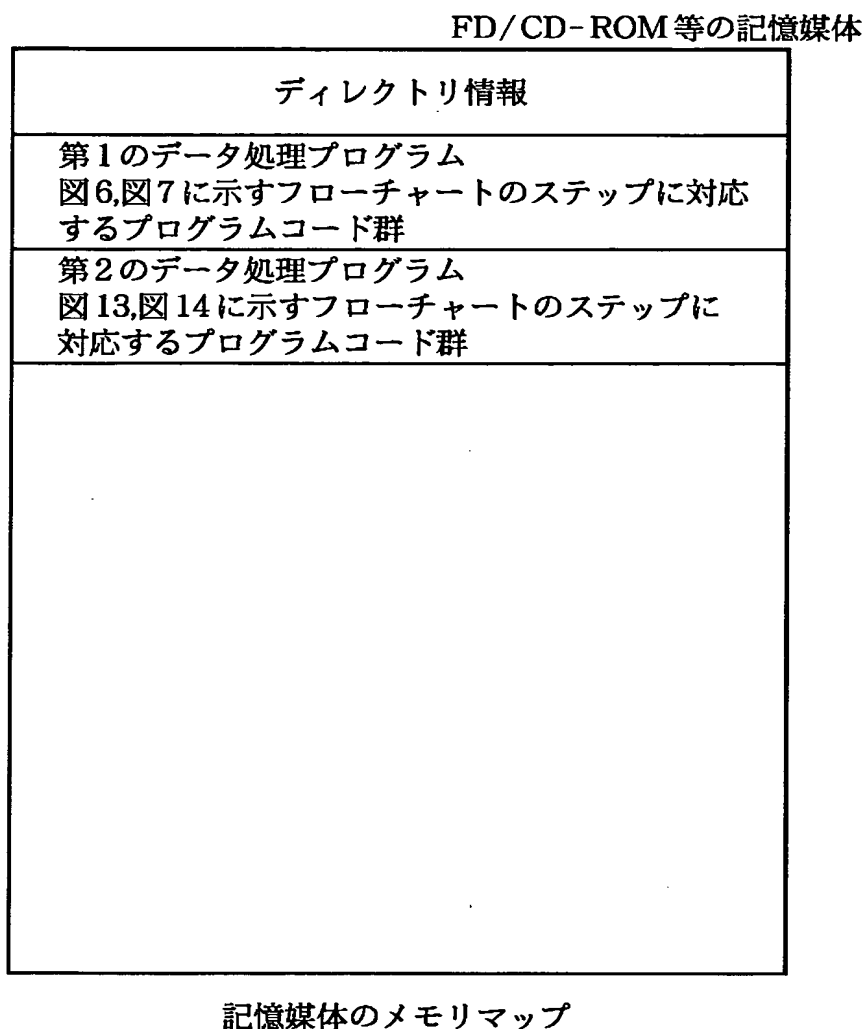 FD/CD-ROM等の記憶媒体
ディレクトリ情報
第1のデータ処理プログラム
図6,図7に示すフローチャートのステップに対応
するプログラムコード群
第2のデータ処理プログラム
図13,図14に示すフローチャートのステップに
対応するプログラムコード群
記憶媒体のメモリマップ